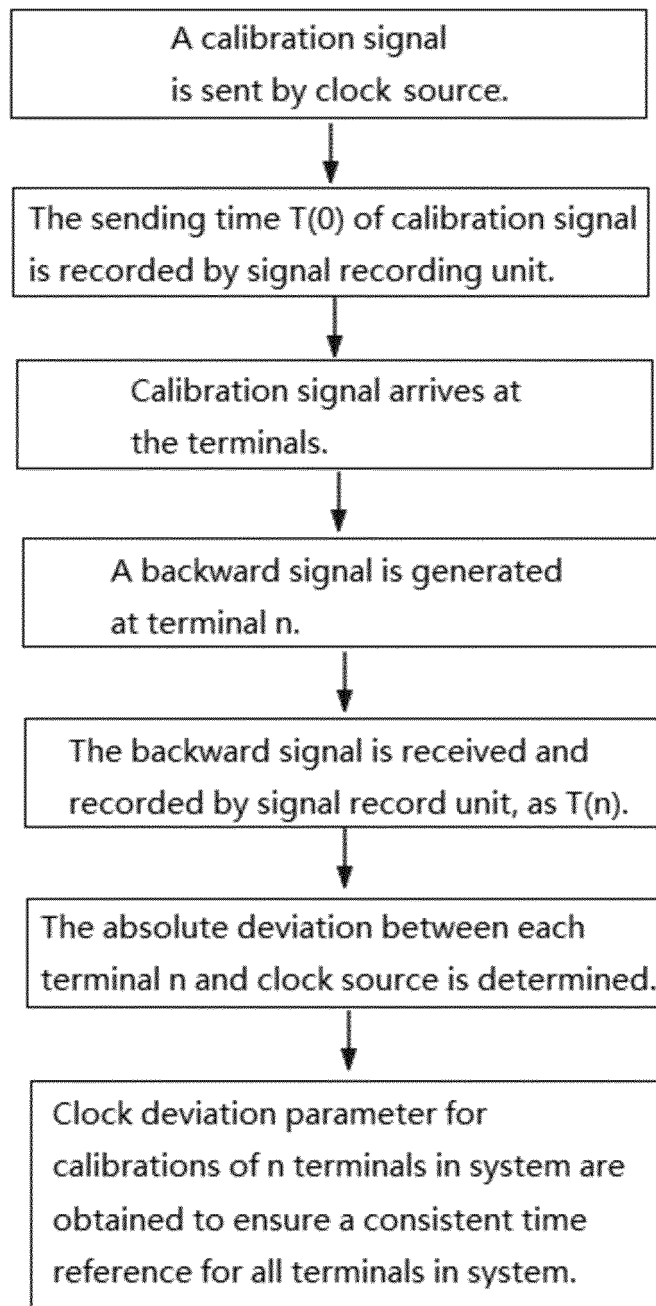 A calibration signal
is sent by clock source.
The sending time T(0) of calibration signal
is recorded by signal recording unit.
Calibration signal arrives at
the terminals.
A backward signal is generated
at terminal n.
The backward signal is received and
recorded by signal record unit, as T(n).
The absolute deviation between each
terminal n and clock source is determined.
Clock deviation parameter for
calibrations of n terminals in system are
obtained to ensure a consistent time
reference for all terminals in system.